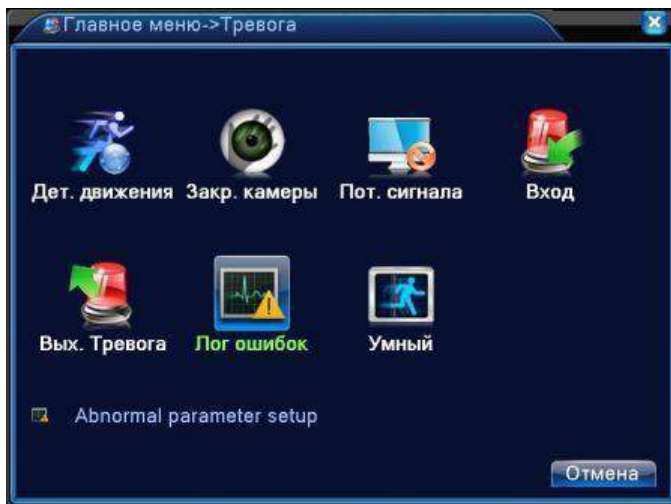 Главное меню->Тревога
Дет. движения Закр. камеры Пот. сигнала Вход
Вых. Тревога Лог ошибок Умный
Abnormal parameter setup
Отмена